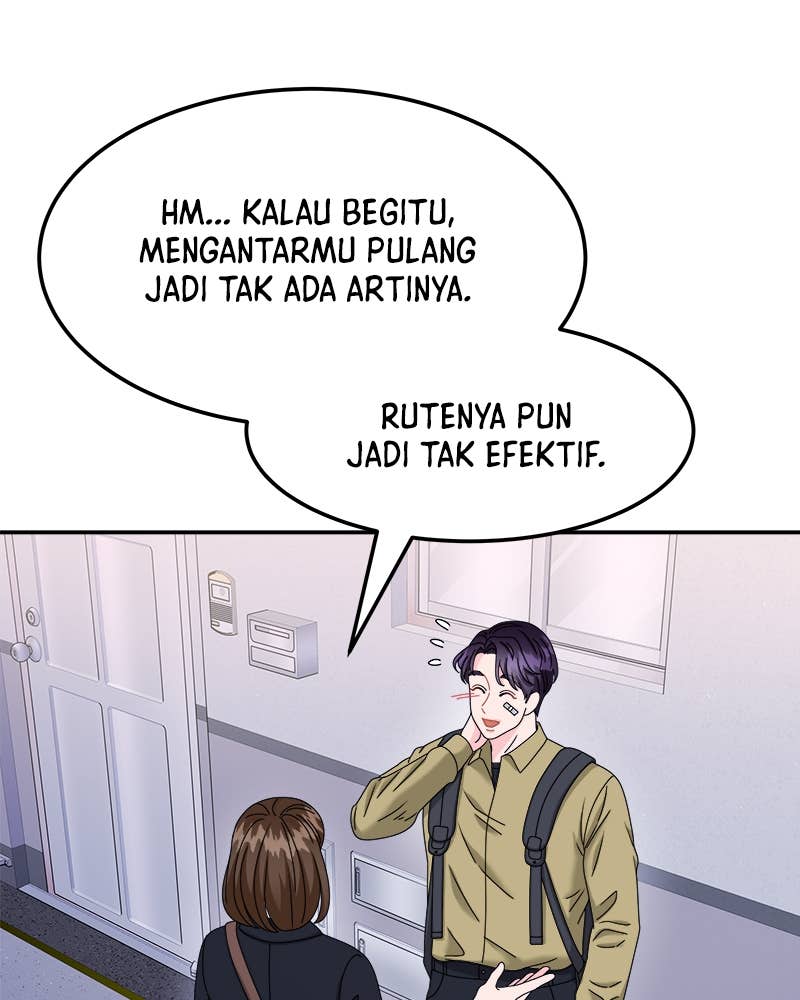 HM... KALAU BEGITU,
MENGANTARMU PULANG
JADI TAK ADA ARTINYA.
RUTENYA PUN
JADI TAK EFEKTIF.